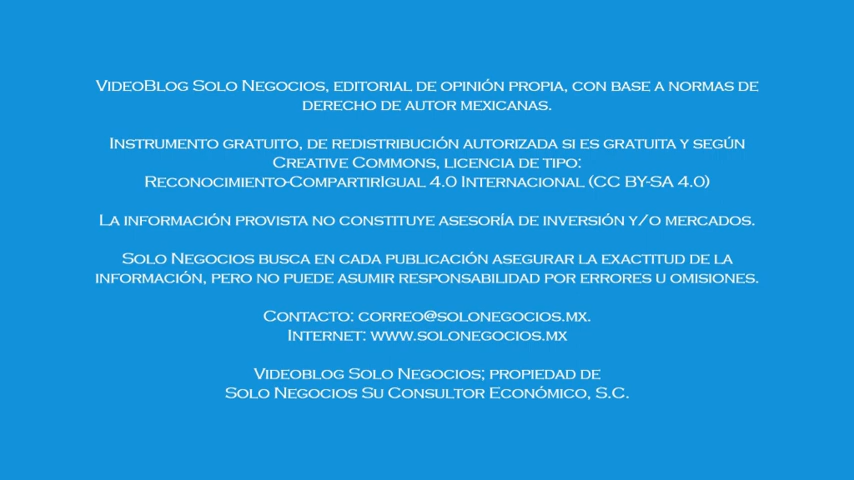 VideoBlog Solo Negocios, editorial de opinión propia, con base a normas de
derecho de autor mexicanas.
Instrumento gratuito, de redistribución autorizada si es gratuita y según
Creative Commons, licencia de tipo:
Reconocimiento-CompartirIgual 4.0 Internacional (CC BY-SA 4.0)
La información provista no constituye asesoría de inversión y/o mercados.
Solo Negocios busca en cada publicación asegurar la exactitud de la
información, pero no puede asumir responsabilidad por errores u omisiones.
Contacto: correo@solonegocios.mx.
Internet: www.solonegocios.mx
Videoblog Solo Negocios; propiedad de
Solo Negocios Su Consultor Económico, S.C.